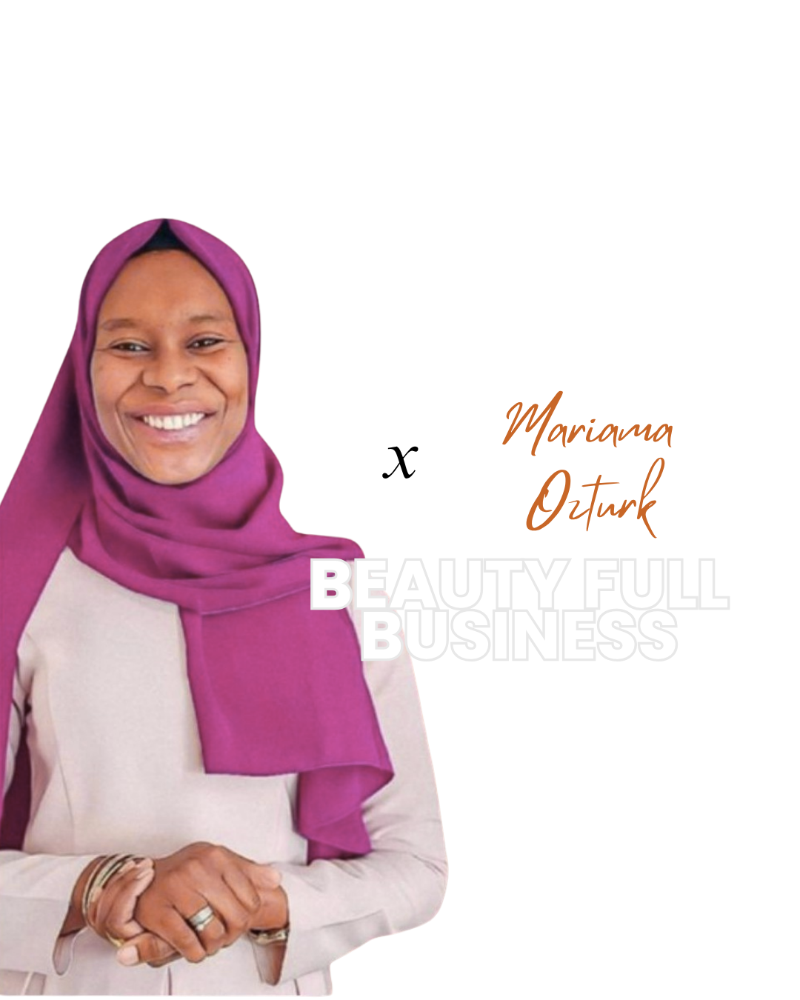 x
Mariama
Ozturk
BEAUTY FULL
BUSINESS